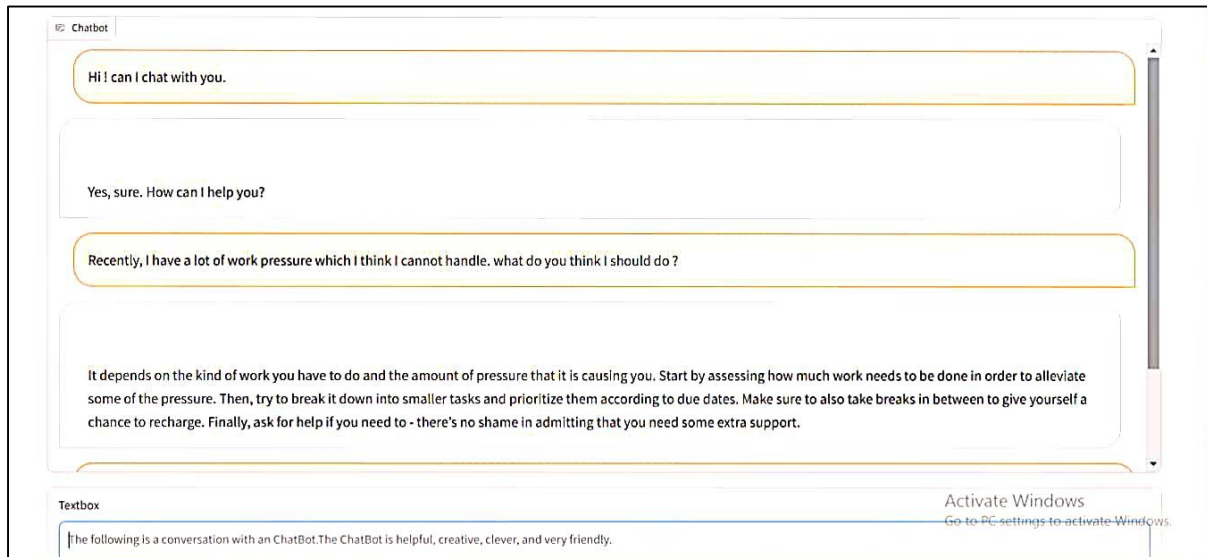 Chatbot
Hi ! can I chat with you.
Yes, sure. How can I help you?
Recently, I have a lot of work pressure which I think I cannot handle. what do you think I should do ?
It depends on the kind of work you have to do and the amount of pressure that it is causing you. Start by assessing how much work needs to be done in order to alleviate
some of the pressure. Then, try to break it down into smaller tasks and prioritize them according to due dates. Make sure to also take breaks in between to give yourself a
chance to recharge. Finally, ask for help if you need to - there's no shame in admitting that you need some extra support.
Textbox
Activate Windows
Go to PC settings to activate Windows.
The following is a conversation with an ChatBot.The ChatBot is helpful, creative, clever, and very friendly.